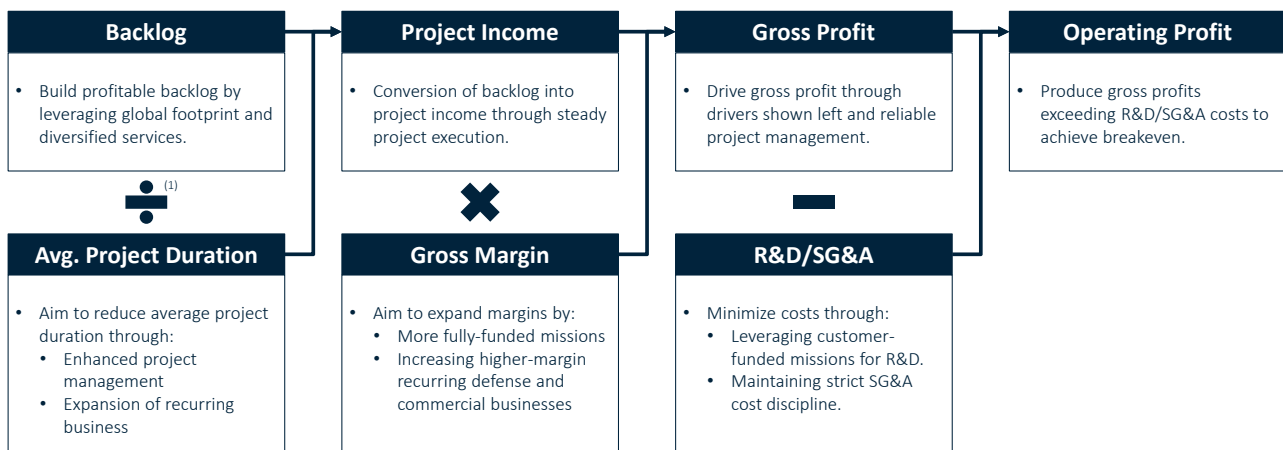 Backlog
• Build profitable backlog by
leveraging global footprint and
diversified services.
÷ (1)
Avg. Project Duration
• Aim to reduce average project
duration through:
• Enhanced project
management
• Expansion of recurring
business
Project Income
• Conversion of backlog into
project income through steady
project execution.
Gross Margin
• Aim to expand margins by:
• More fully-funded missions
• Increasing higher-margin
recurring defense and
commercial businesses
Gross Profit
• Drive gross profit through
drivers shown left and reliable
project management.
R&D/SG&A
• Minimize costs through:
• Leveraging customer-
funded missions for R&D.
• Maintaining strict SG&A
cost discipline.
Operating Profit
• Produce gross profits
exceeding R&D/SG&A costs to
achieve breakeven.